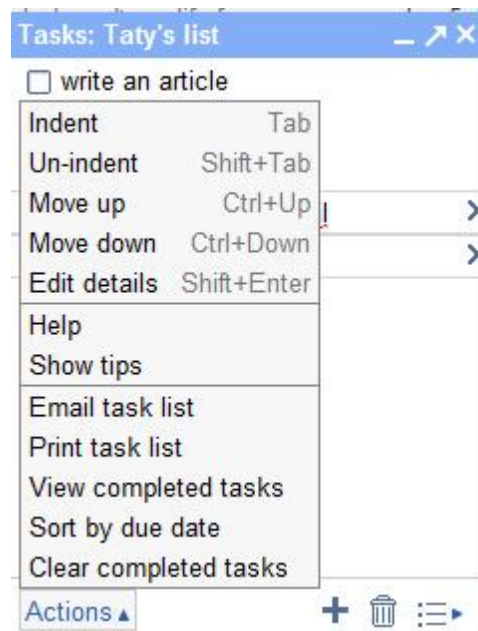 Tasks: Taty's list
write an article
Indent Tab
Un-indent Shift+Tab
Move up Ctrl+Up
Move down Ctrl+Down
Edit details Shift+Enter
Help
Show tips
Email task list
Print task list
View completed tasks
Sort by due date
Clear completed tasks
Actions